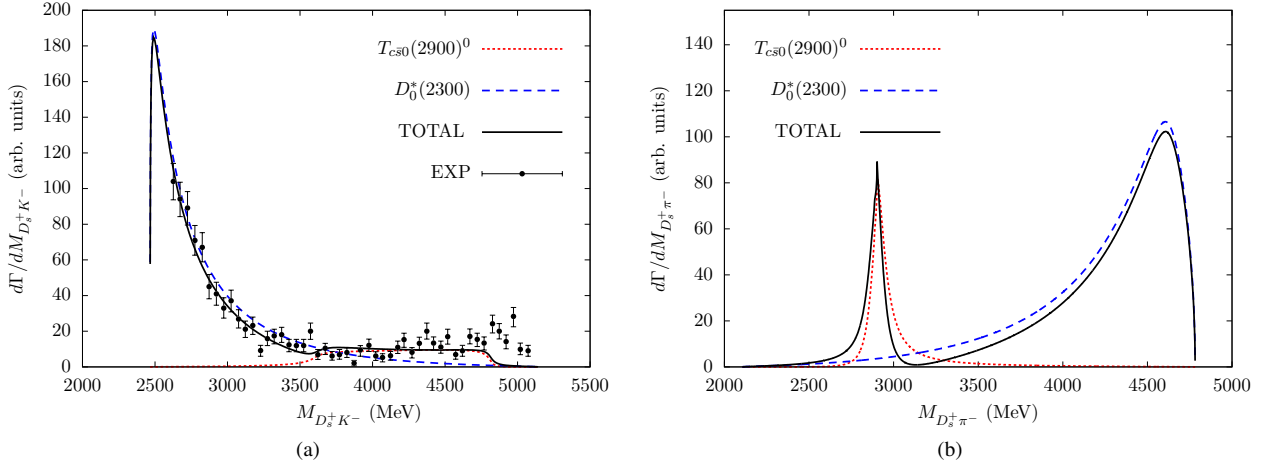 200
180
160
140
120
100
80
60
40
20
0
dΓ/dM_{D_s^+K^-} (arb. units)
T_{cs̄0}(2900)^0
D_0^*(2300)
TOTAL
EXP
2000 2500 3000 3500 4000 4500 5000 5500
M_{D_s^+K^-} (MeV)
(a)
140
120
100
80
60
40
20
0
dΓ/dM_{D_s^+π^-} (arb. units)
T_{cs̄0}(2900)^0
D_0^*(2300)
TOTAL
2000 2500 3000 3500 4000 4500 5000
M_{D_s^+π^-} (MeV)
(b)